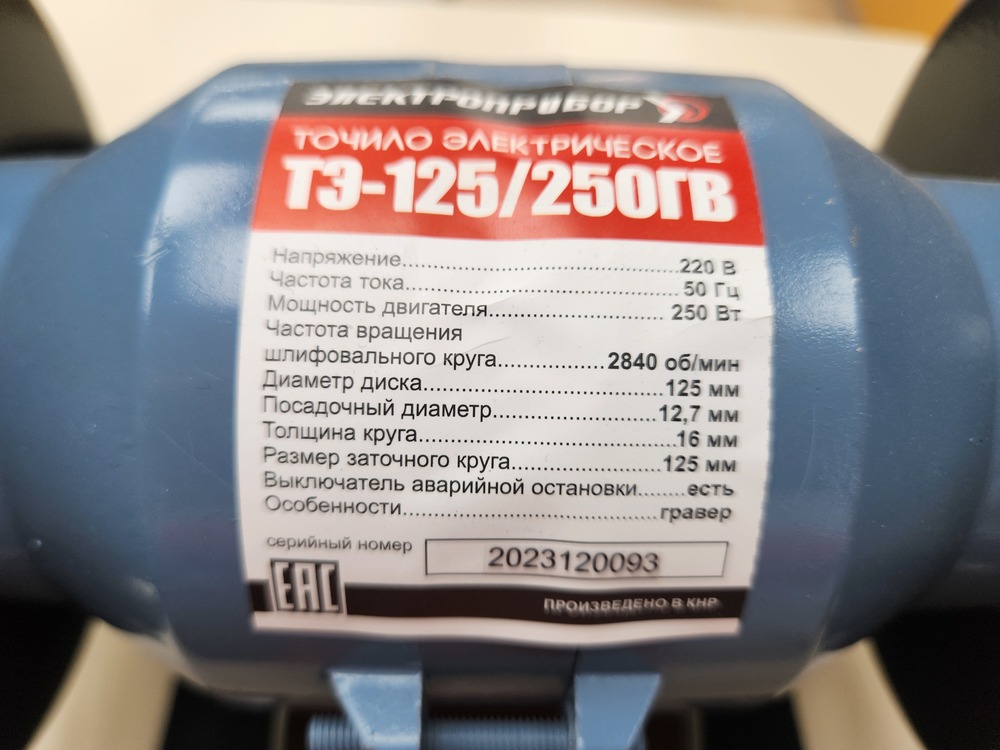 ЭЛЕКТРОПРИБОР
ТОЧИЛО ЭЛЕКТРИЧЕСКОЕ
ТЭ-125/250ГВ
Напряжение..................................................220 В
Частота тока.................................................50 Гц
Мощность двигателя................................ 250 Вт
Частота вращения
шлифовального круга....................2840 об/мин
Диаметр диска...........................................125 мм
Посадочный диаметр..............................12,7 мм
Толщина круга.............................................16 мм
Размер заточного круга...........................125 мм
Выключатель аварийной остановки........есть
Особенности.............................................гравер
серийный номер 2023120093
EAC ПРОИЗВЕДЕНО В КНР